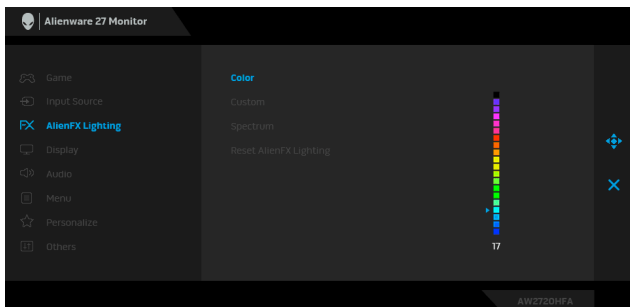 Alienware 27 Monitor
Game
Input Source
FX AlienFX Lighting
Display
Audio
Menu
Personalize
Others
Color
Custom
Spectrum
Reset AlienFX Lighting
17
AW2720HFA